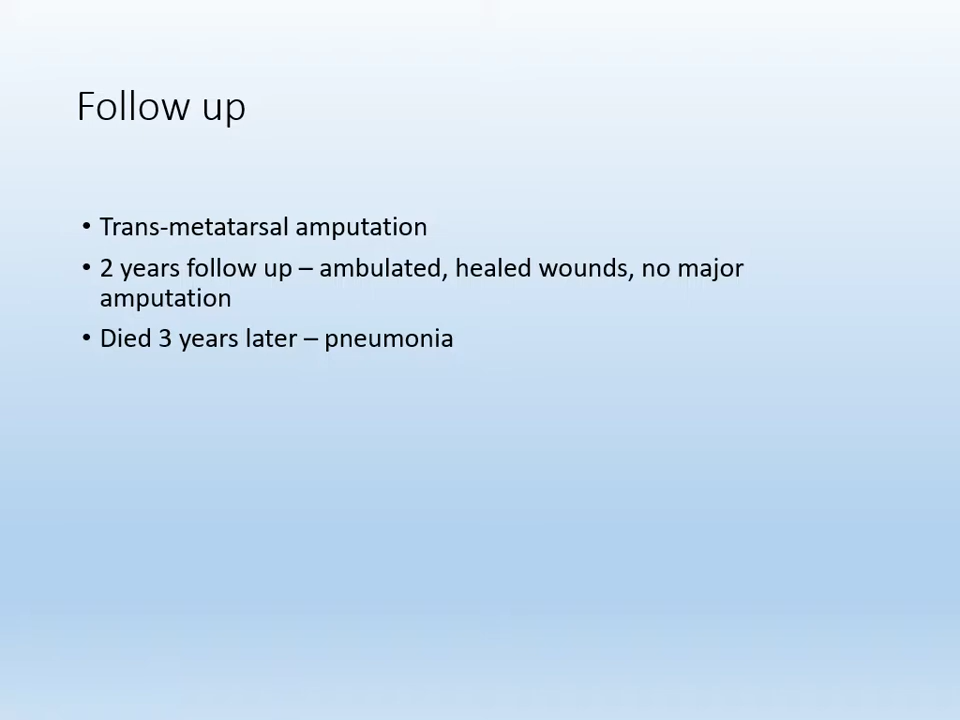 Follow up
• Trans-metatarsal amputation
• 2 years follow up – ambulated, healed wounds, no major
amputation
• Died 3 years later – pneumonia